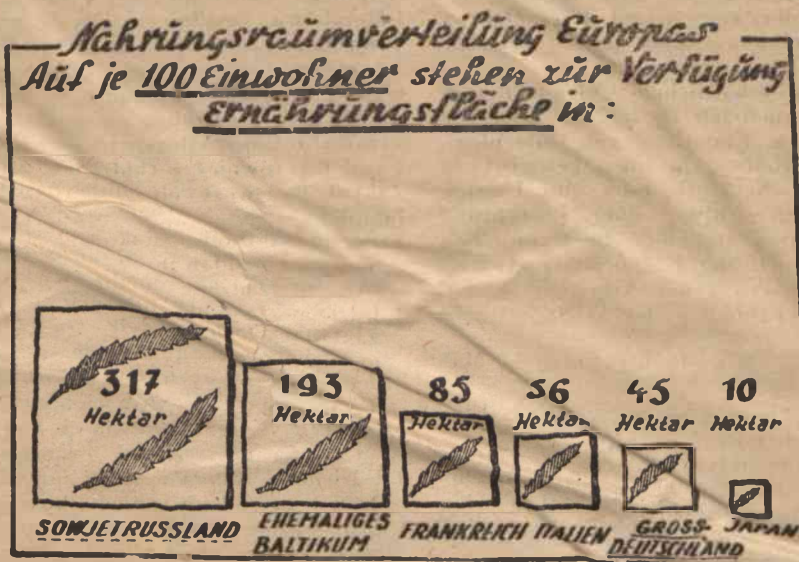 Nahrungsraumverteilung Europas
Auf je 100 Einwohner stehen zur Verfügung
Ernährungsfläche in:
317 193 85 56 45 10
Hektar Hektar Hektar Hektar Hektar Hektar
SOWJETRUSSLAND EHEMALIGES BALTIKUM FRANKREICH ITALIEN GROSS-DEUTSCHLAND JAPAN